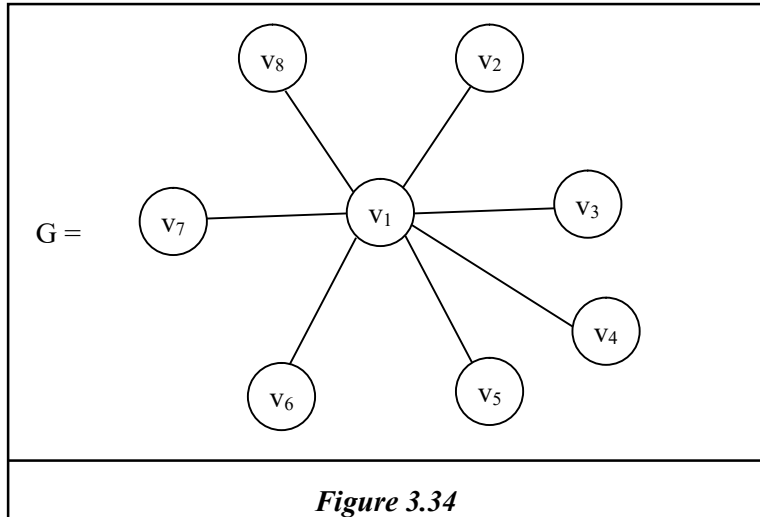 v₈ v₂
G = v₇ v₁ v₃
v₄
v₆ v₅
Figure 3.34